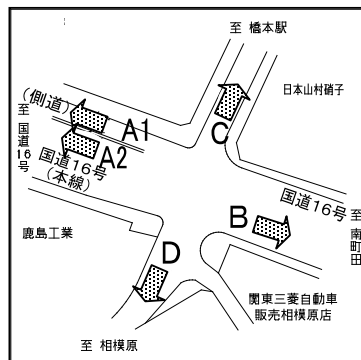 至 橋本駅
日本山村硝子
(側道)
A1
C
至 国道16号
A2
国道16号
(本線)
国道16号
至 南町田
B
鹿島工業
D
関東三菱自動車
販売相模原店
至 相模原